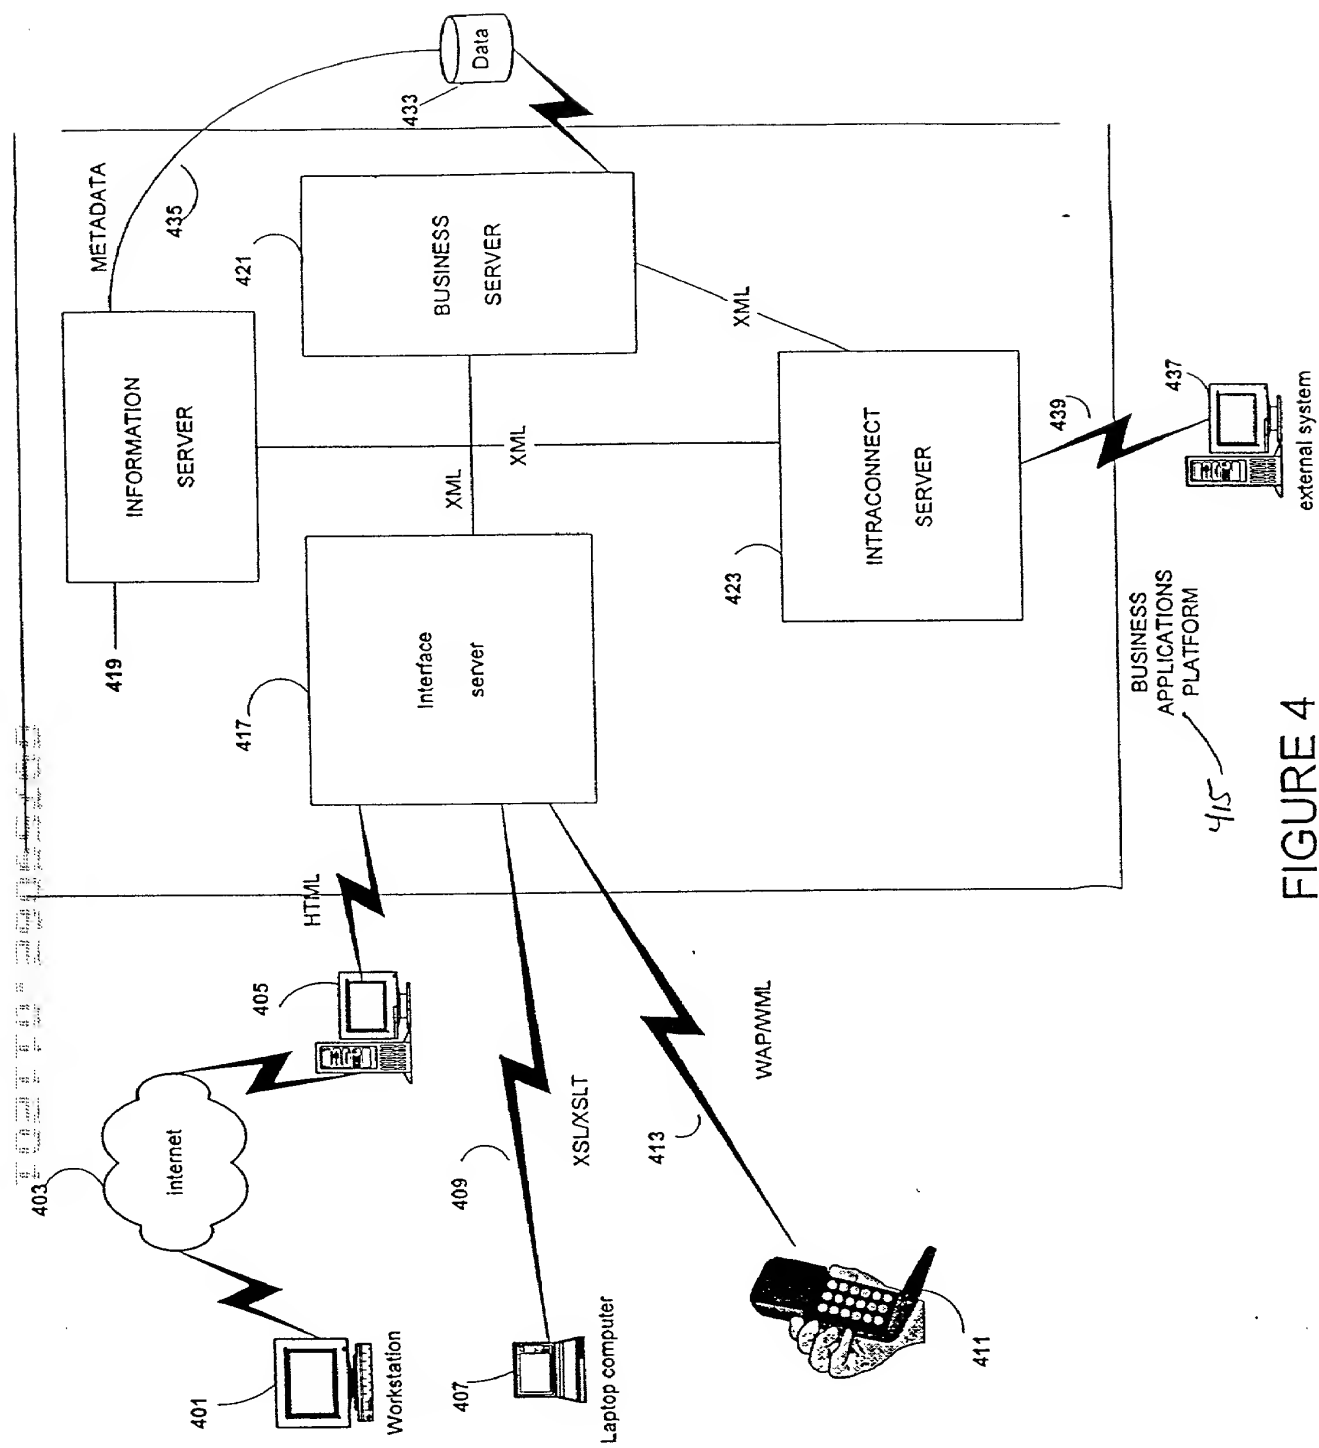 401
Workstation
403
internet
405
HTML
407
Laptop computer
409
XSL/XSLT
411
413
WAP/WML
417
Interface
server
419
INFORMATION
SERVER
METADATA
435
433
Data
421
BUSINESS
SERVER
XML
XML
XML
423
INTRACONNECT
SERVER
439
437
external system
BUSINESS
APPLICATIONS
PLATFORM
415
FIGURE 4